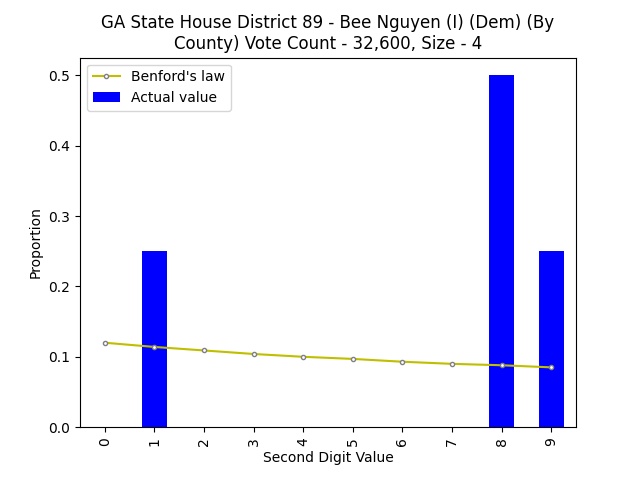 GA State House District 89 - Bee Nguyen (I) (Dem) (By
County) Vote Count - 32,600, Size - 4
Benford's law
Actual value
0.5
0.4
0.3
0.2
0.1
0.0
Proportion
0 1 2 3 4 5 6 7 8 9
Second Digit Value